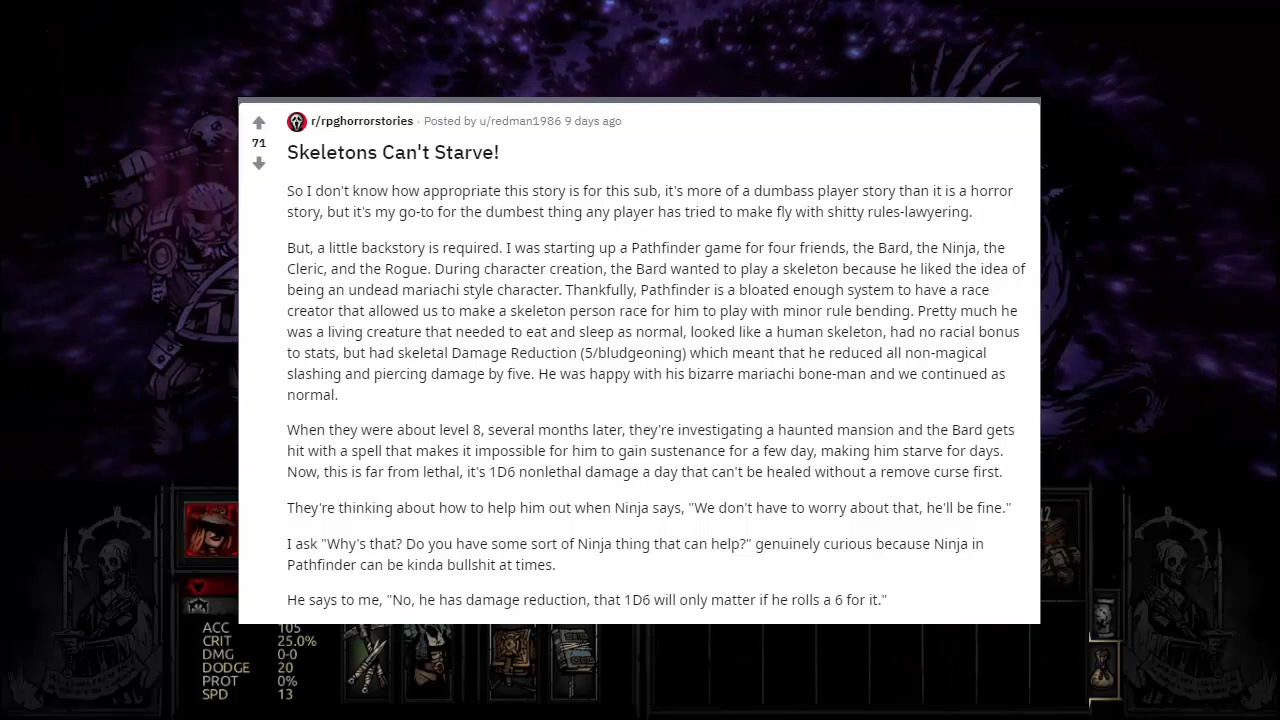 r/rpghorrorstories · Posted by u/redman1986 9 days ago
71
Skeletons Can't Starve!
So I don't know how appropriate this story is for this sub, it's more of a dumbass player story than it is a horror
story, but it's my go-to for the dumbest thing any player has tried to make fly with shitty rules-lawyering.
But, a little backstory is required. I was starting up a Pathfinder game for four friends, the Bard, the Ninja, the
Cleric, and the Rogue. During character creation, the Bard wanted to play a skeleton because he liked the idea of
being an undead mariachi style character. Thankfully, Pathfinder is a bloated enough system to have a race
creator that allowed us to make a skeleton person race for him to play with minor rule bending. Pretty much he
was a living creature that needed to eat and sleep as normal, looked like a human skeleton, had no racial bonus
to stats, but had skeletal Damage Reduction (5/bludgeoning) which meant that he reduced all non-magical
slashing and piercing damage by five. He was happy with his bizarre mariachi bone-man and we continued as
normal.
When they were about level 8, several months later, they're investigating a haunted mansion and the Bard gets
hit with a spell that makes it impossible for him to gain sustenance for a few day, making him starve for days.
Now, this is far from lethal, it's 1D6 nonlethal damage a day that can't be healed without a remove curse first.
They're thinking about how to help him out when Ninja says, "We don't have to worry about that, he'll be fine."
I ask "Why's that? Do you have some sort of Ninja thing that can help?" genuinely curious because Ninja in
Pathfinder can be kinda bullshit at times.
He says to me, "No, he has damage reduction, that 1D6 will only matter if he rolls a 6 for it."
ACC 105
CRIT 25.0%
DMG 0-0
DODGE 20
PROT 0%
SPD 13